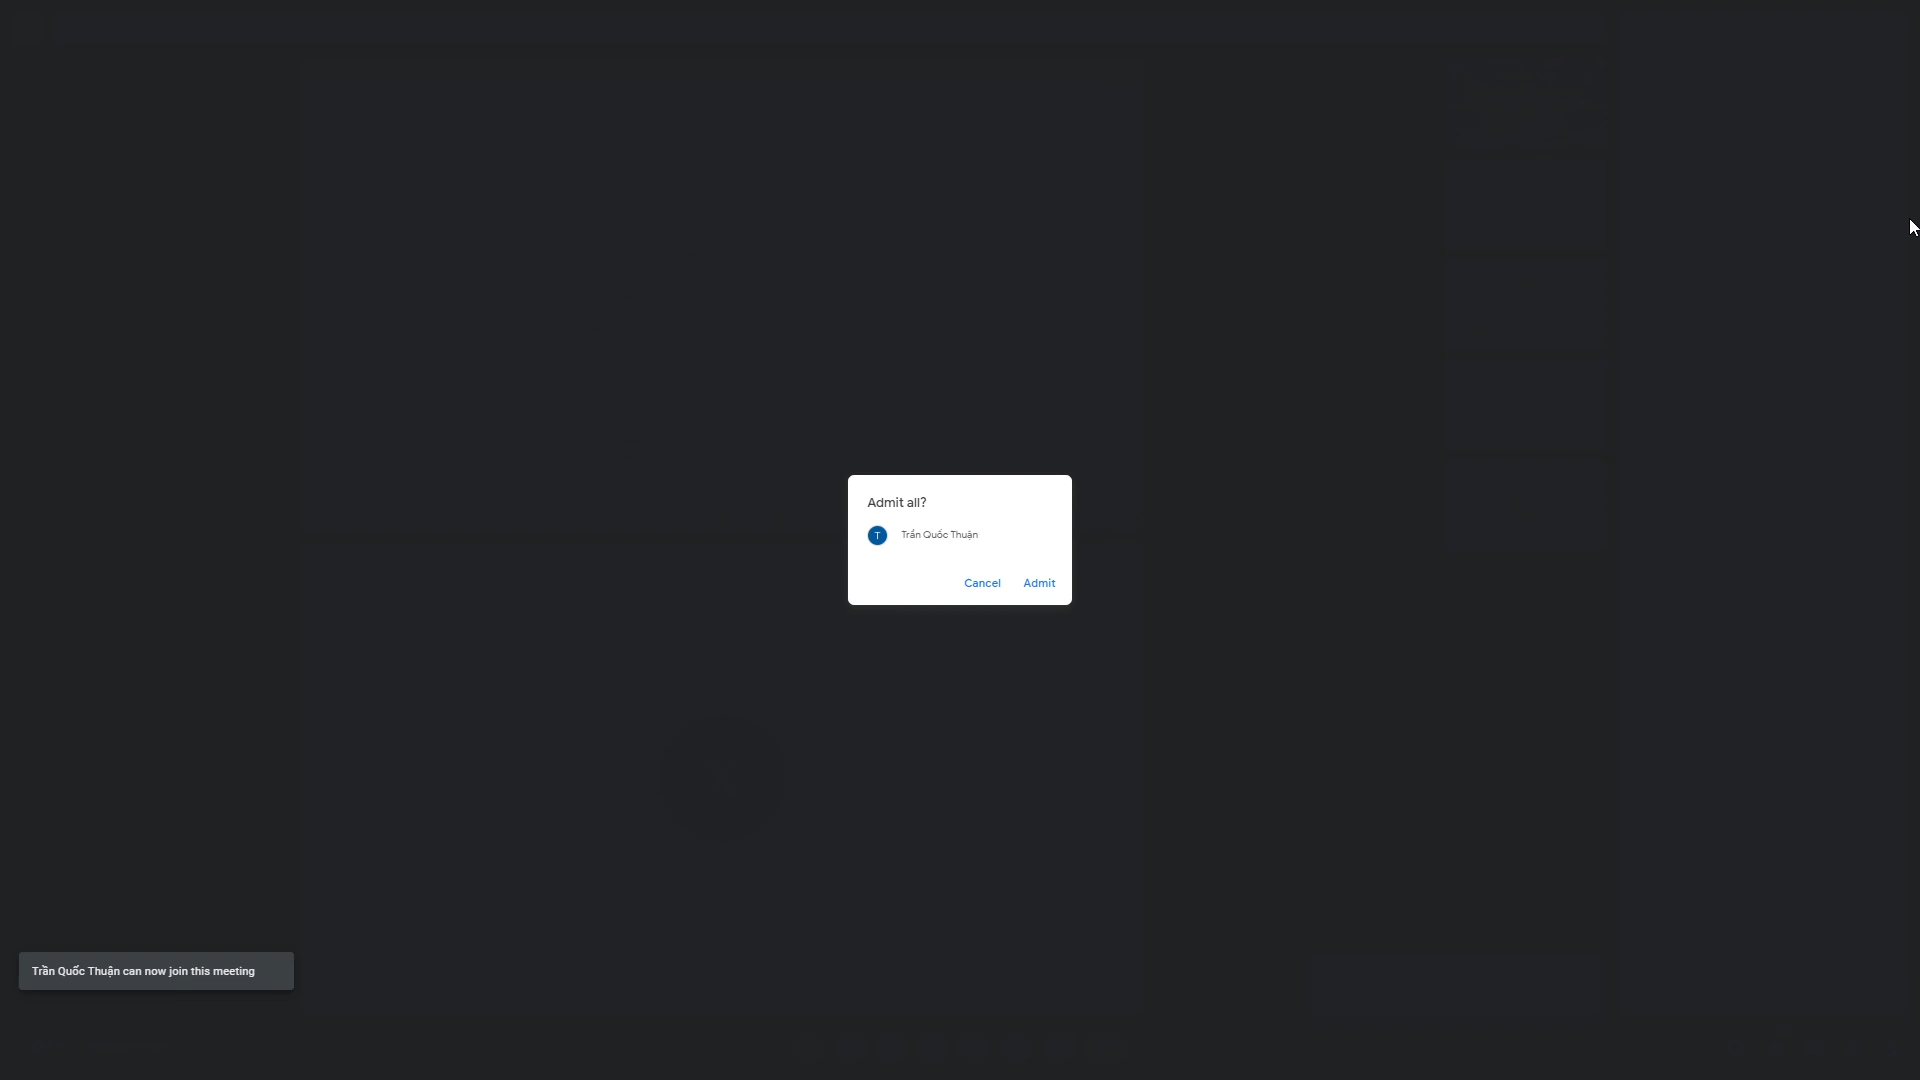 Admit all?
T
Trần Quốc Thuận
Cancel
Admit
Trần Quốc Thuận can now join this meeting